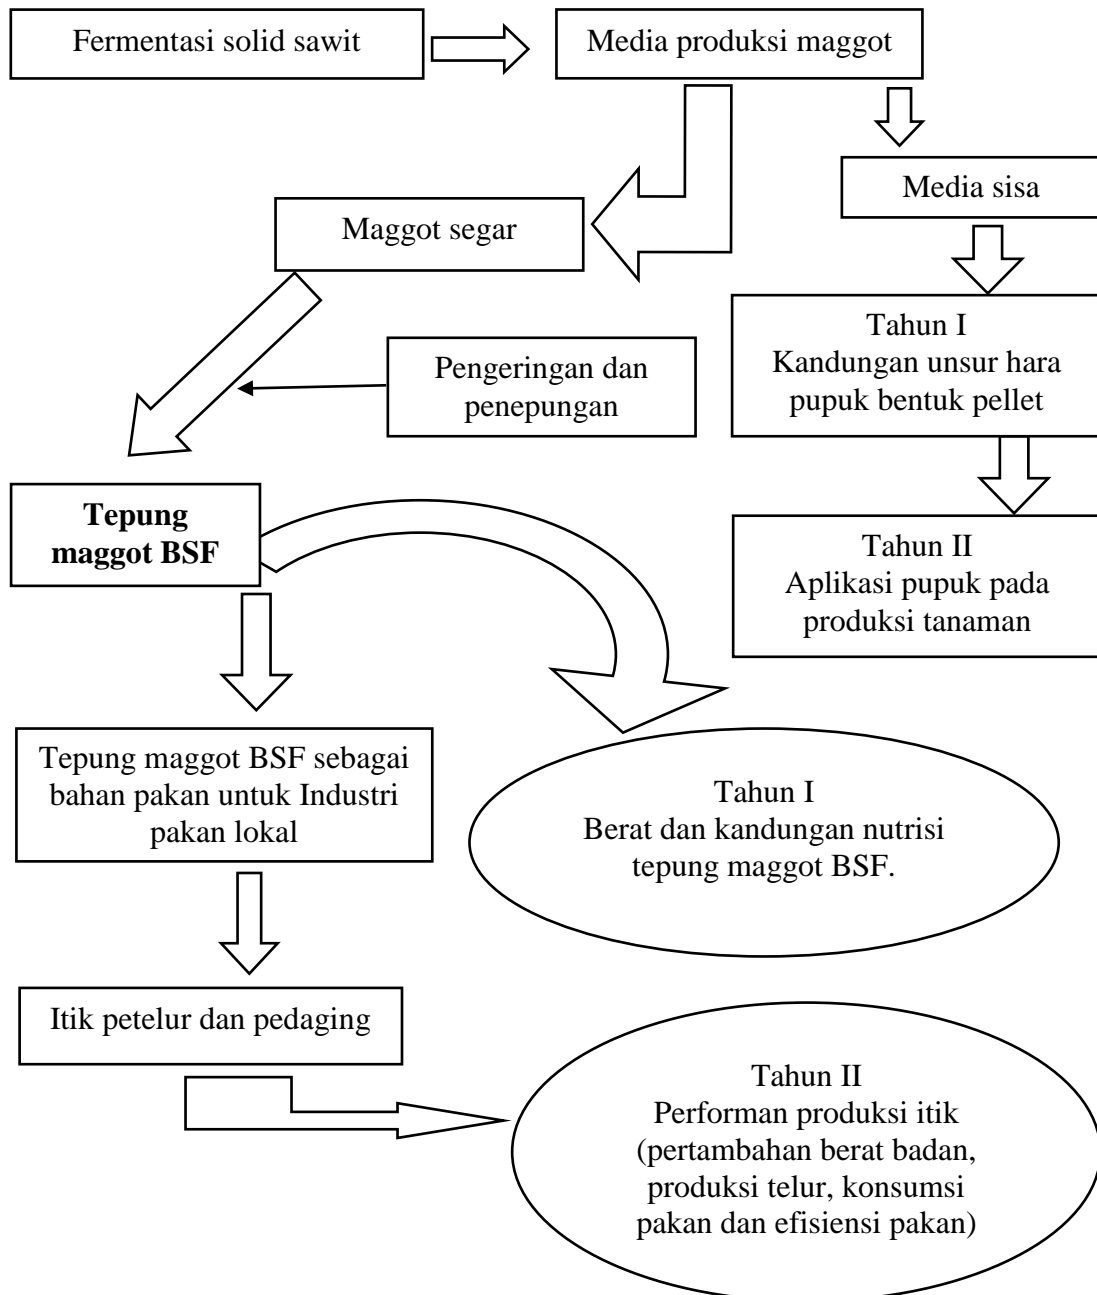 Fermentasi solid sawit
Media produksi maggot
Media sisa
Maggot segar
Tahun I
Kandungan unsur hara
pupuk bentuk pellet
Pengeringan dan
penepungan
Tepung
maggot BSF
Tahun II
Aplikasi pupuk pada
produksi tanaman
Tepung maggot BSF sebagai
bahan pakan untuk Industri
pakan lokal
Tahun I
Berat dan kandungan nutrisi
tepung maggot BSF.
Itik petelur dan pedaging
Tahun II
Performan produksi itik
(pertambahan berat badan,
produksi telur, konsumsi
pakan dan efisiensi pakan)